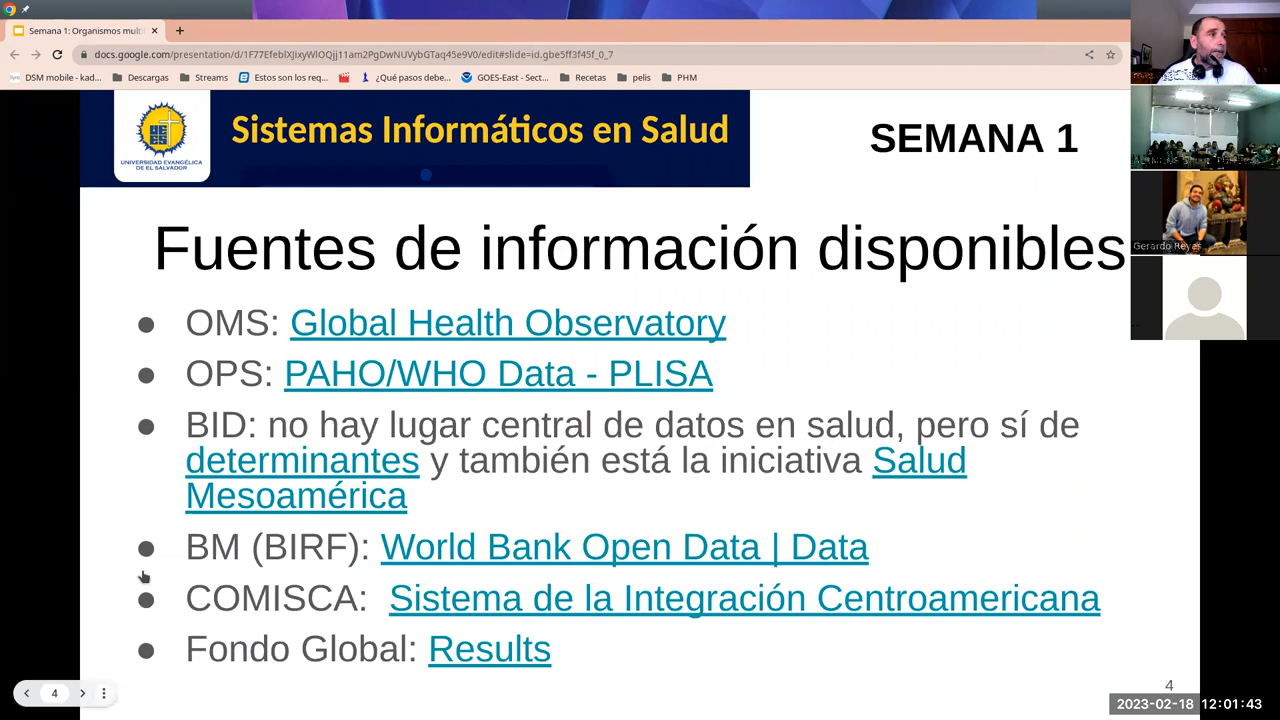 Semana 1: Organismos mul
docs.google.com/presentation/d/1F77EfeblXJixyWlOQjj11am2PgDwNUVybGTaq45e9V0/edit#slide=id.gbe5ff3f45f_0_7
DSM mobile - kad... Descargas Streams Estos son los req... ¿Qué pasos debe... GOES-East - Sect... Recetas pelis PHM
UNIVERSIDAD EVANGÉLICA
DE EL SALVADOR
Sistemas Informáticos en Salud
SEMANA 1
Fuentes de información disponibles
Gerardo Reyes
● OMS: Global Health Observatory
● OPS: PAHO/WHO Data - PLISA
● BID: no hay lugar central de datos en salud, pero sí de
determinantes y también está la iniciativa Salud
Mesoamérica
● BM (BIRF): World Bank Open Data | Data
● COMISCA: Sistema de la Integración Centroamericana
● Fondo Global: Results
4
4
2023-02-18 12:01:43